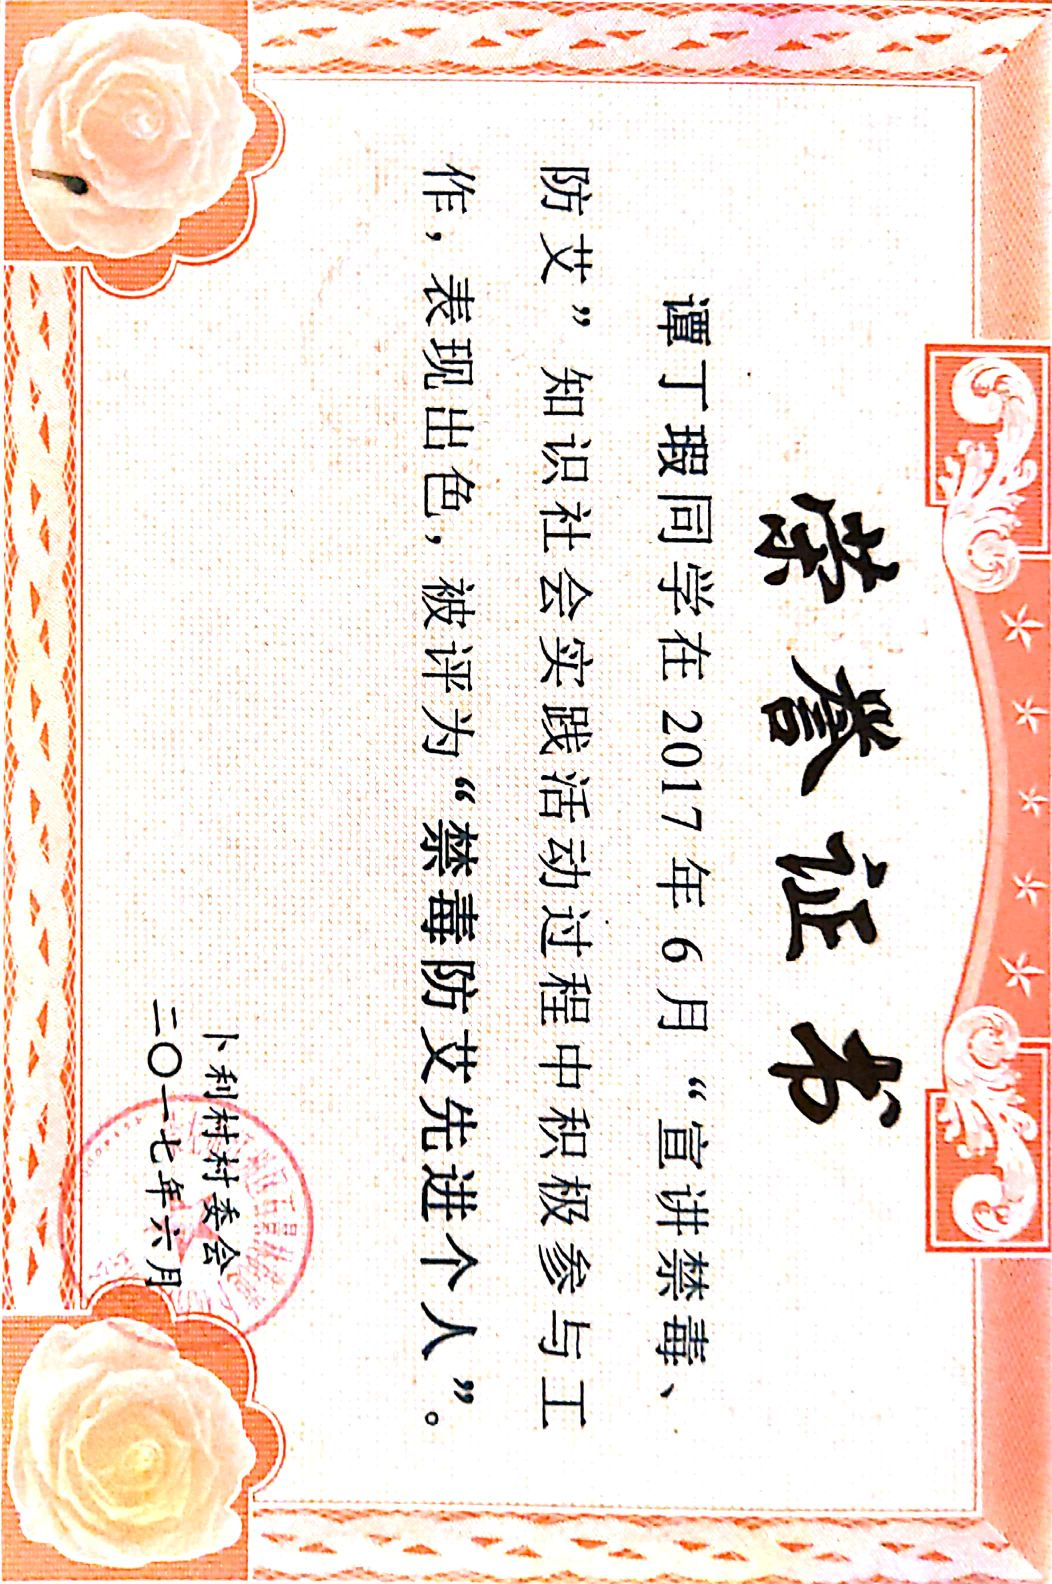 荣誉证书
谭丁瑕同学在2017年6月“宣讲禁毒、
防艾”知识社会实践活动过程中积极参与工
作，表现出色，被评为“禁毒防艾先进个人”。
卜利村村委会
二〇一七年六月